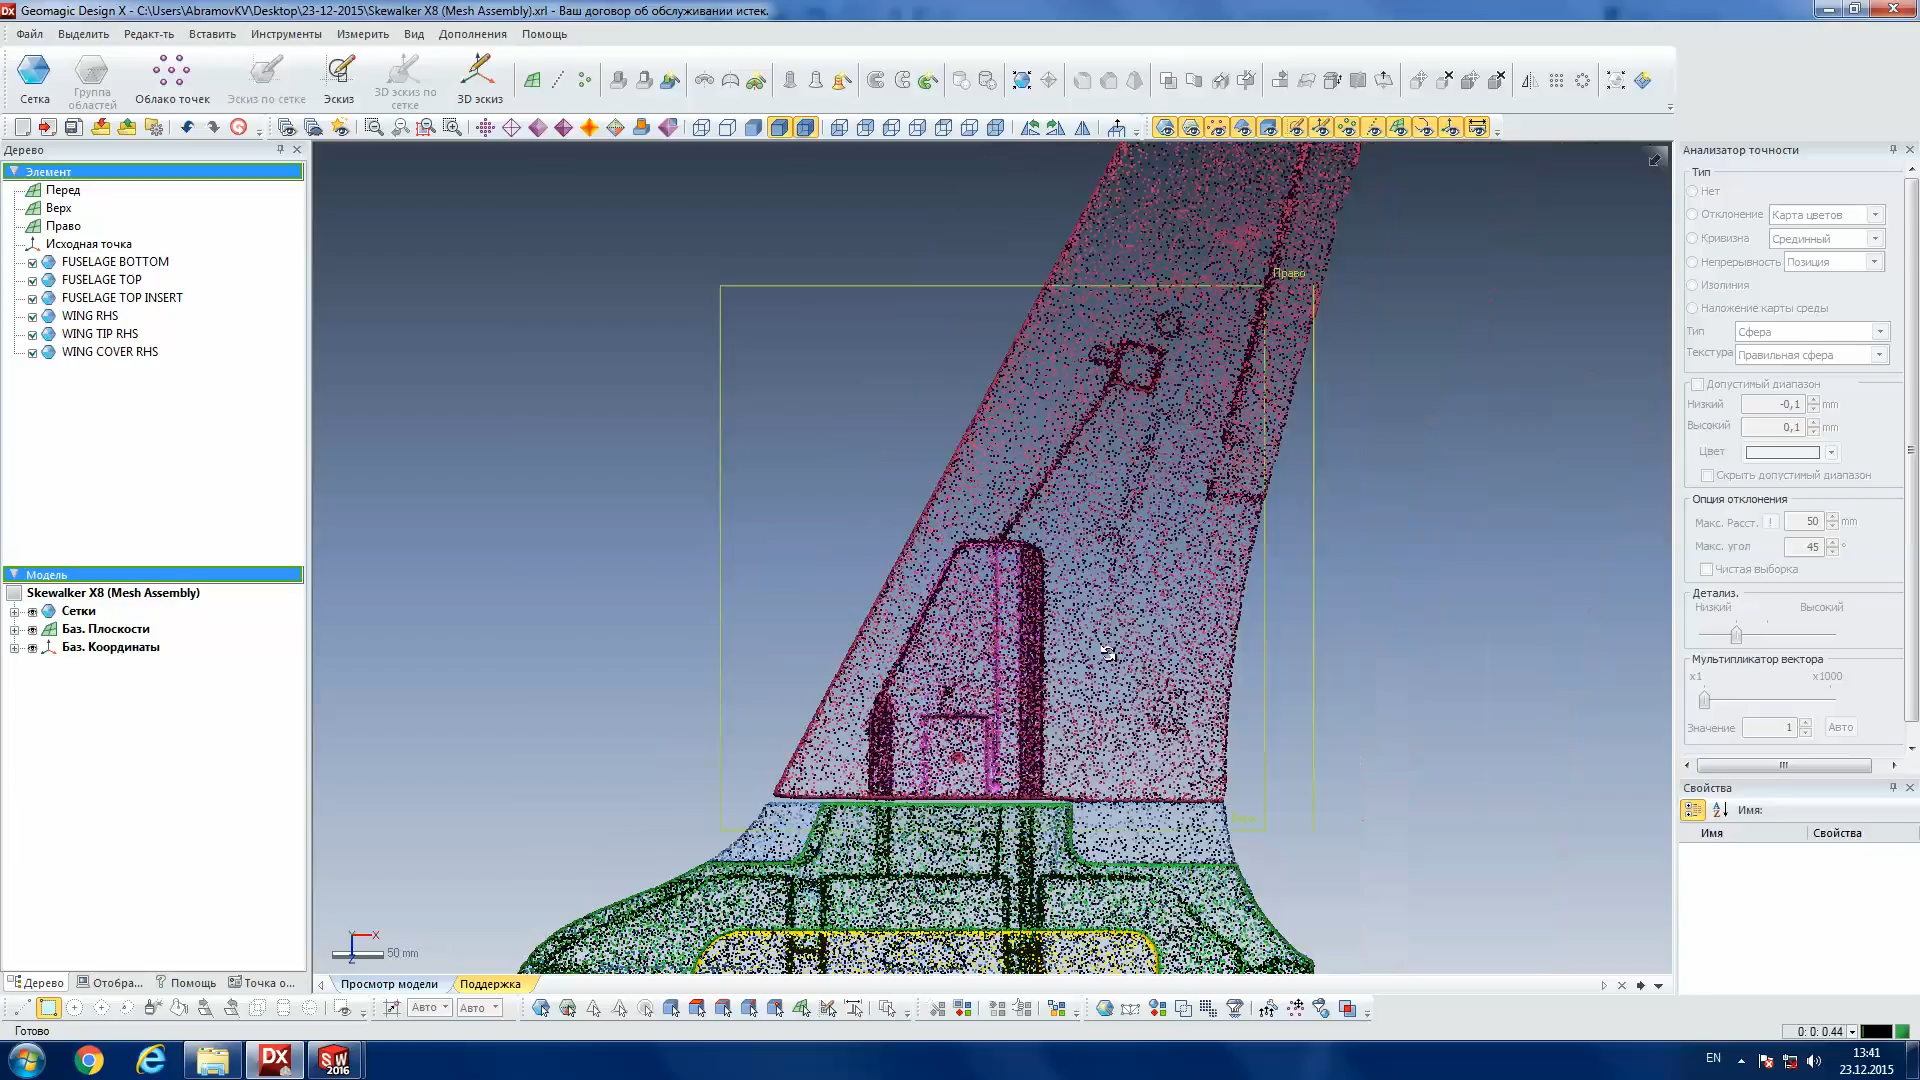 Geomagic Design X - C:\Users\AbramovKV\Desktop\23-12-2015\Skewalker X8 (Mesh Assembly).xrl - Ваш договор об обслуживании истек.
Файл Выделить Редакт-ть Вставить Инструменты Измерить Вид Дополнения Помощь
Сетка
Группа областей
Облако точек
Эскиз по сетке
Эскиз
3D эскиз по сетке
3D эскиз
Дерево
Элемент
Перед
Верх
Право
Исходная точка
FUSELAGE BOTTOM
FUSELAGE TOP
FUSELAGE TOP INSERT
WING RHS
WING TIP RHS
WING COVER RHS
Модель
Skewalker X8 (Mesh Assembly)
Сетки
Баз. Плоскости
Баз. Координаты
Дерево Отобра... Помощь Точка о...
Право
X
Z
50 mm
Просмотр модели Поддержка
Анализатор точности
Тип
Нет
Отклонение Карта цветов
Кривизна Срединный
Непрерывность Позиция
Изолиния
Наложение карты среды
Тип Сфера
Текстура Правильная сфера
Допустимый диапазон
Низкий -0,1 mm
Высокий 0,1 mm
Цвет
Скрыть допустимый диапазон
Опция отклонения
Макс. Расст. ! 50 mm
Макс. угол 45 °
Чистая выборка
Детализ.
Низкий Высокий
Мультипликатор вектора
x1 x1000
Значение 1 Авто
Свойства
Имя:
Имя Свойства
Авто Авто
Готово
0: 0: 0.44
DX
SW 2016
EN
13:41
23.12.2015